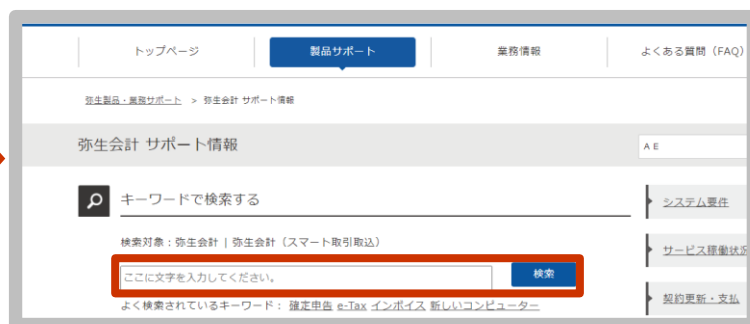 トップページ 製品サポート 業務情報 よくある質問（FAQ）
弥生製品・業務サポート > 弥生会計 サポート情報
弥生会計 サポート情報
A E
キーワードで検索する
システム要件
検索対象：弥生会計 | 弥生会計（スマート取引取込）
サービス稼働状況
ここに文字を入力してください。 検索
よく検索されているキーワード： 確定申告 e-Tax インボイス 新しいコンピューター
契約更新・支払